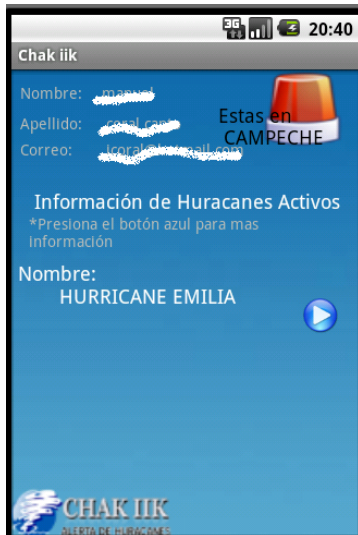 3G 20:40
Chak iik
Nombre:
Apellido:
Estas en
CAMPECHE
Correo:
Información de Huracanes Activos
*Presiona el botón azul para mas
información
Nombre:
HURRICANE EMILIA
CHAK IIK
ALERTA DE HURACANES